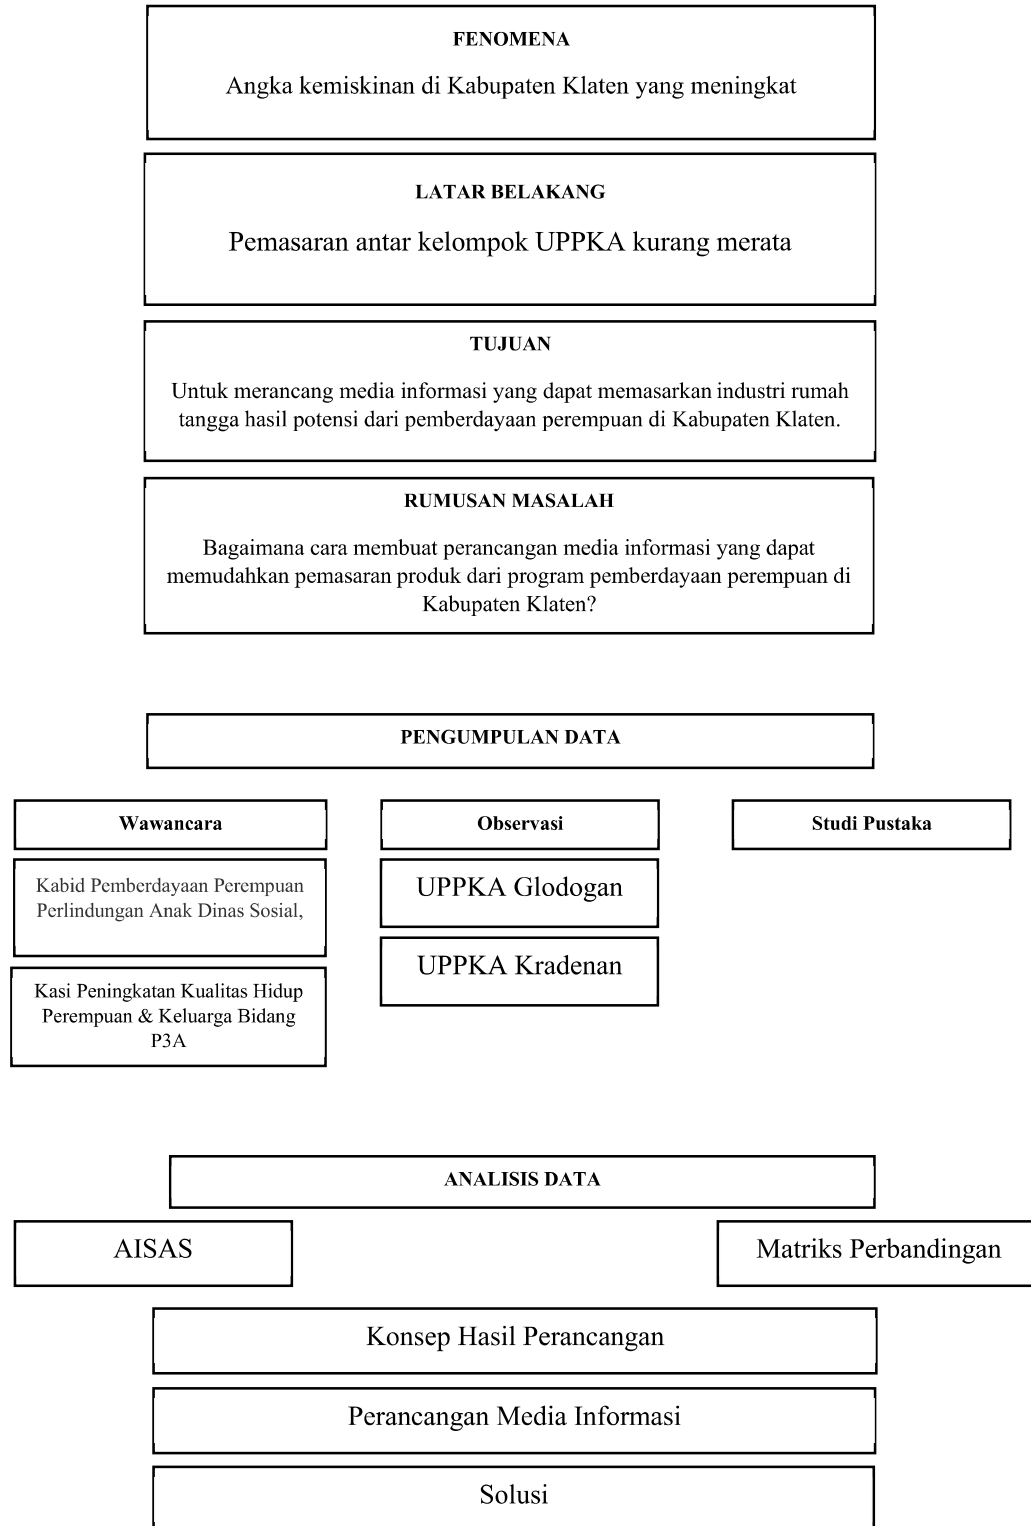 FENOMENA
Angka kemiskinan di Kabupaten Klaten yang meningkat
LATAR BELAKANG
Pemasaran antar kelompok UPPKA kurang merata
TUJUAN
Untuk merancang media informasi yang dapat memasarkan industri rumah
tangga hasil potensi dari pemberdayaan perempuan di Kabupaten Klaten.
RUMUSAN MASALAH
Bagaimana cara membuat perancangan media informasi yang dapat
memudahkan pemasaran produk dari program pemberdayaan perempuan di
Kabupaten Klaten?
PENGUMPULAN DATA
Wawancara
Kabid Pemberdayaan Perempuan
Perlindungan Anak Dinas Sosial,
Kasi Peningkatan Kualitas Hidup
Perempuan & Keluarga Bidang
P3A
Observasi
UPPKA Glodogan
UPPKA Kradenan
Studi Pustaka
ANALISIS DATA
AISAS
Matriks Perbandingan
Konsep Hasil Perancangan
Perancangan Media Informasi
Solusi